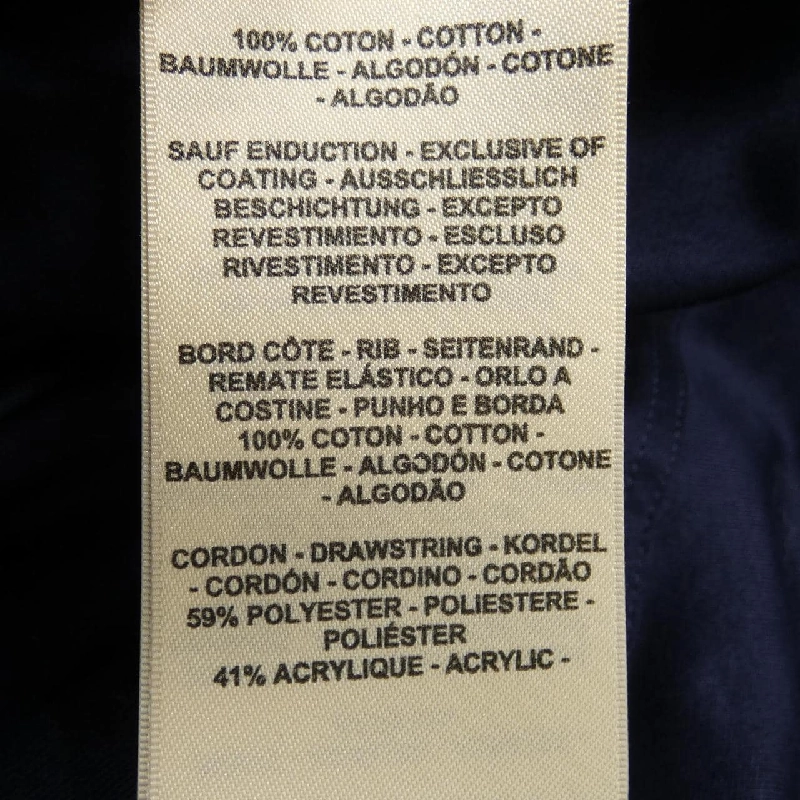 100% COTON - COTTON -
BAUMWOLLE - ALGODÓN - COTONE
- ALGODÃO
SAUF ENDUCTION - EXCLUSIVE OF
COATING - AUSSCHLIESSLICH
BESCHICHTUNG - EXCEPTO
REVESTIMIENTO - ESCLUSO
RIVESTIMENTO - EXCEPTO
REVESTIMENTO
BORD CÔTE - RIB - SEITENRAND -
REMATE ELÁSTICO - ORLO A
COSTINE - PUNHO E BORDA
100% COTON - COTTON -
BAUMWOLLE - ALGODÓN - COTONE
- ALGODÃO
CORDON - DRAWSTRING - KORDEL
- CORDÓN - CORDINO - CORDÃO
59% POLYESTER - POLIESTERE -
POLIÉSTER
41% ACRYLIQUE - ACRYLIC -